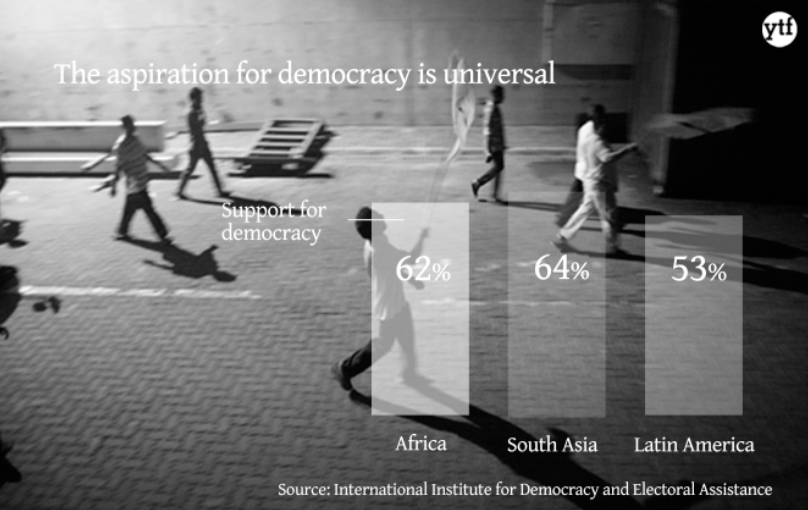 ytf
The aspiration for democracy is universal
Support for
democracy
62%
64%
53%
Africa
South Asia
Latin America
Source: International Institute for Democracy and Electoral Assistance